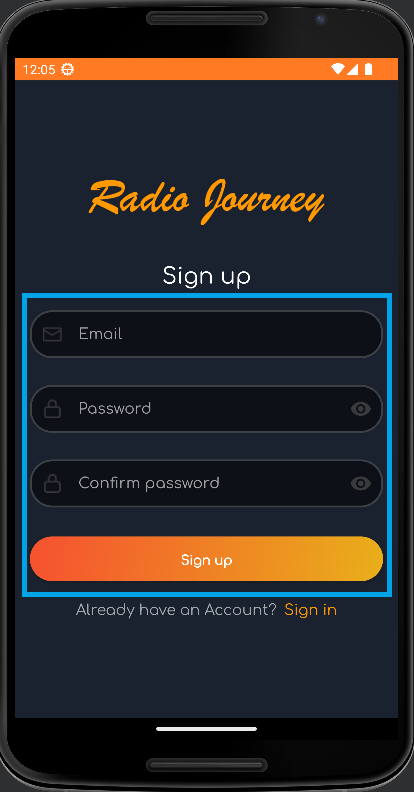 12:05
Radio Journey
Sign up
Email
Password
Confirm password
Sign up
Already have an Account? Sign in